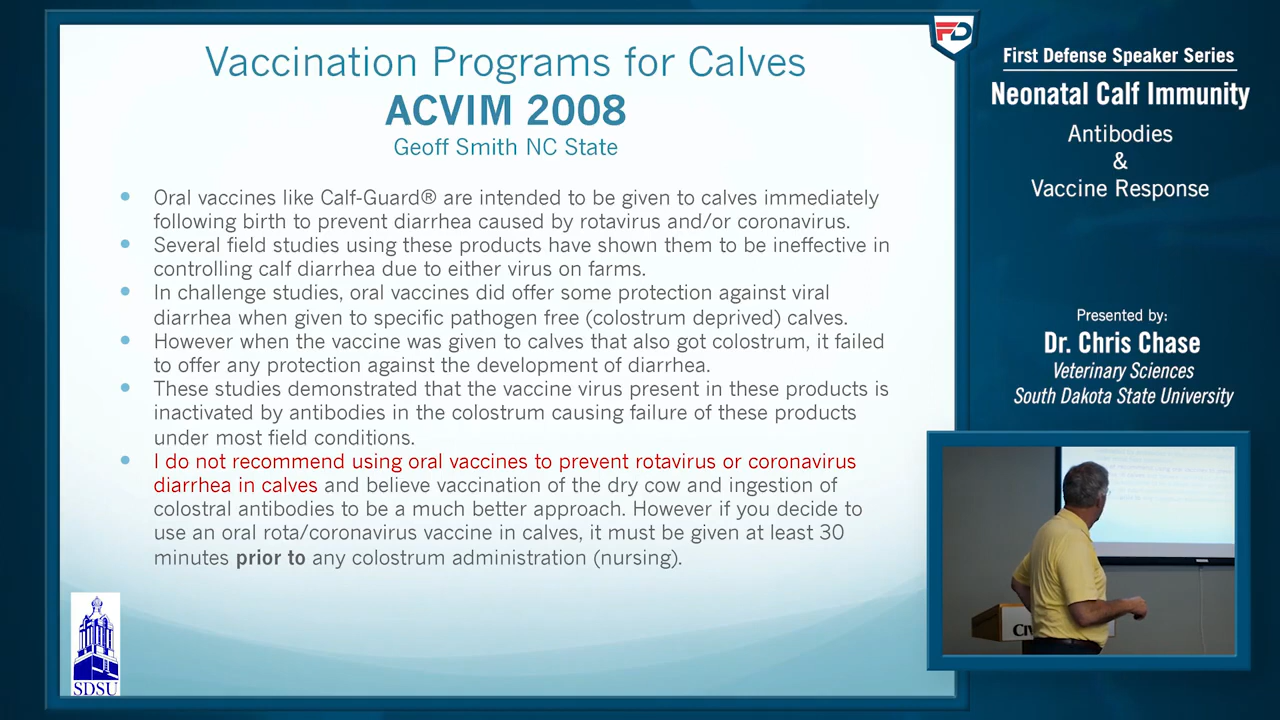 Vaccination Programs for Calves
ACVIM 2008
Geoff Smith NC State
• Oral vaccines like Calf-Guard® are intended to be given to calves immediately
following birth to prevent diarrhea caused by rotavirus and/or coronavirus.
• Several field studies using these products have shown them to be ineffective in
controlling calf diarrhea due to either virus on farms.
• In challenge studies, oral vaccines did offer some protection against viral
diarrhea when given to specific pathogen free (colostrum deprived) calves.
• However when the vaccine was given to calves that also got colostrum, it failed
to offer any protection against the development of diarrhea.
• These studies demonstrated that the vaccine virus present in these products is
inactivated by antibodies in the colostrum causing failure of these products
under most field conditions.
• I do not recommend using oral vaccines to prevent rotavirus or coronavirus
diarrhea in calves and believe vaccination of the dry cow and ingestion of
colostral antibodies to be a much better approach. However if you decide to
use an oral rota/coronavirus vaccine in calves, it must be given at least 30
minutes prior to any colostrum administration (nursing).
SDSU
FD
First Defense Speaker Series
Neonatal Calf Immunity
Antibodies
&
Vaccine Response
Presented by:
Dr. Chris Chase
Veterinary Sciences
South Dakota State University